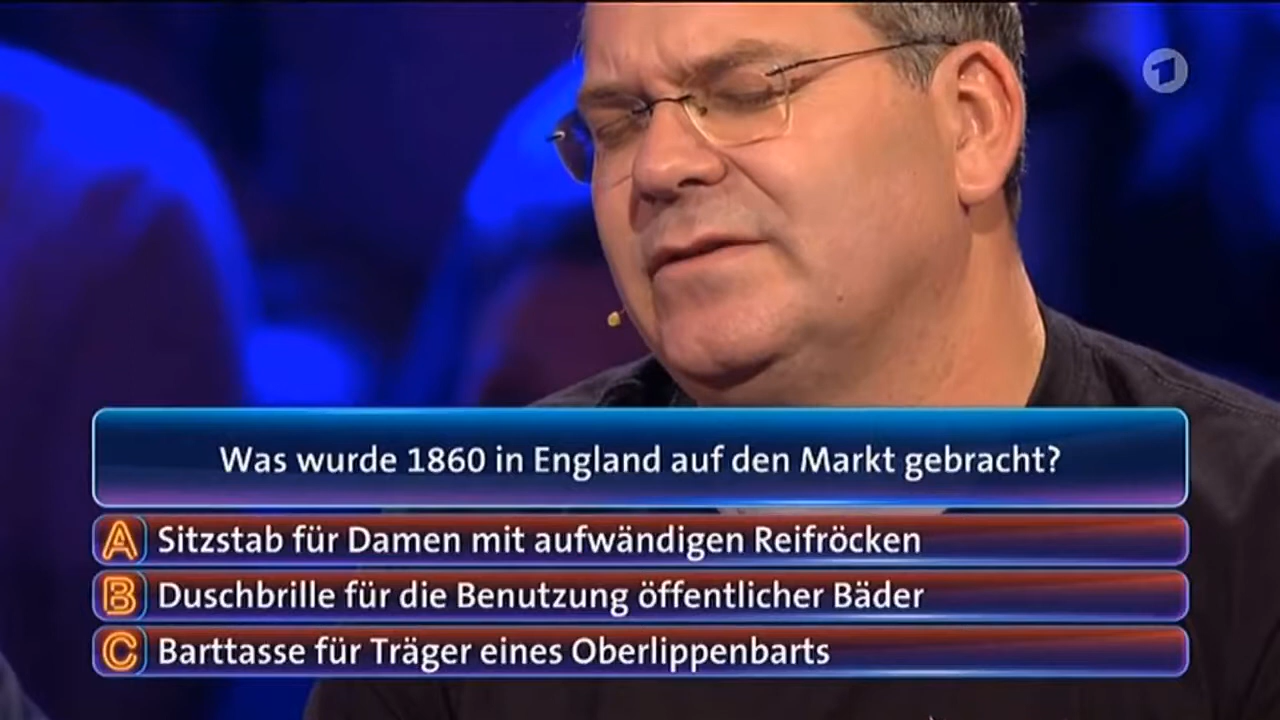 1
Was wurde 1860 in England auf den Markt gebracht?
A Sitzstab für Damen mit aufwändigen Reifröcken
B Duschbrille für die Benutzung öffentlicher Bäder
C Barttasse für Träger eines Oberlippenbarts